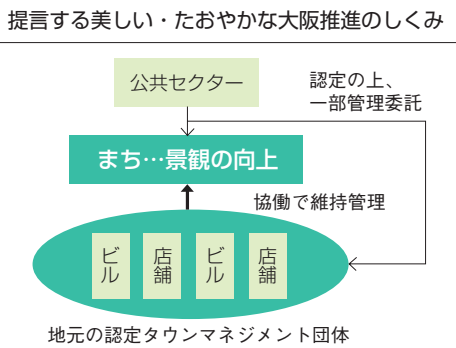 提言する美しい・たおやかな大阪推進のしくみ
公共セクター
認定の上、
一部管理委託
まち…景観の向上
協働で維持管理
ビル
店舗
ビル
店舗
地元の認定タウンマネジメント団体